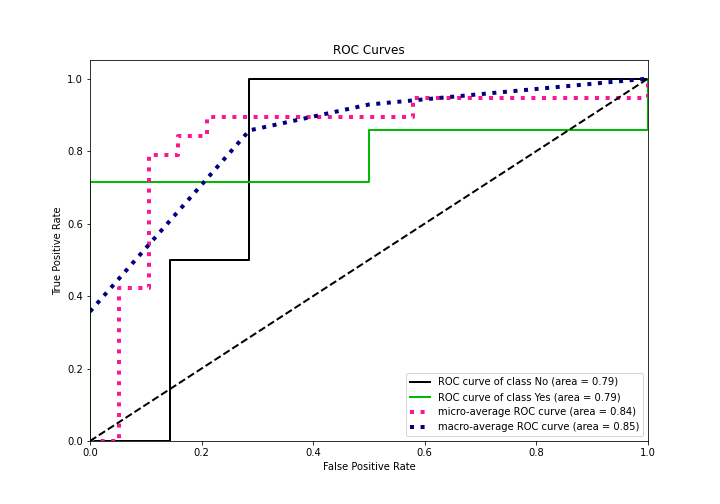 ROC Curves
True Positive Rate
1.0
0.8
0.6
0.4
0.2
0.0
0.0 0.2 0.4 0.6 0.8 1.0
False Positive Rate
ROC curve of class No (area = 0.79)
ROC curve of class Yes (area = 0.79)
micro-average ROC curve (area = 0.84)
macro-average ROC curve (area = 0.85)